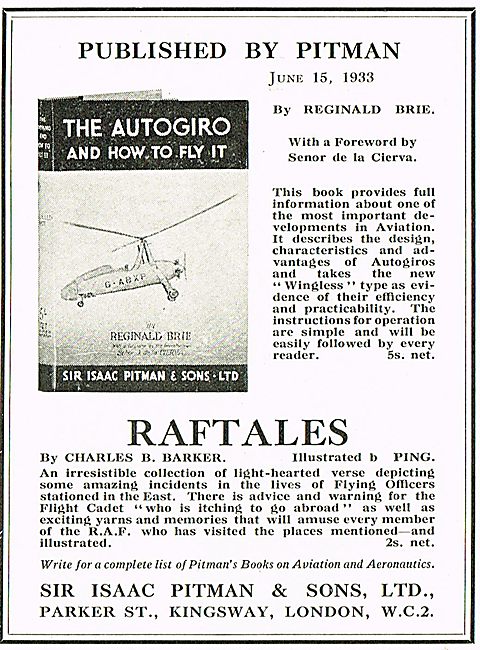 PUBLISHED BY PITMAN
JUNE 15, 1933
THE AUTOGIRO
AND HOW TO FLY IT
G-ABXP
BY
REGINALD BRIE
SIR ISAAC PITMAN & SONS·LTD
By REGINALD BRIE.
With a Foreword by
Senor de la Cierva.
This book provides full
information about one of
the most important de-
velopments in Aviation.
It describes the design,
characteristics and ad-
vantages of Autogiros
and takes the new
“Wingless” type as evi-
dence of their efficiency
and practicability. The
instructions for operation
are simple and will be
easily followed by every
reader. 5s. net.
RAFTALES
By CHARLES B. BARKER. Illustrated b PING.
An irresistible collection of light-hearted verse depicting
some amazing incidents in the lives of Flying Officers
stationed in the East. There is advice and warning for the
Flight Cadet “who is itching to go abroad” as well as
exciting yarns and memories that will amuse every member
of the R.A.F. who has visited the places mentioned—and
illustrated. 2s. net.
Write for a complete list of Pitman's Books on Aviation and Aeronautics.
SIR ISAAC PITMAN & SONS, LTD.,
PARKER ST., KINGSWAY, LONDON, W.C.2.